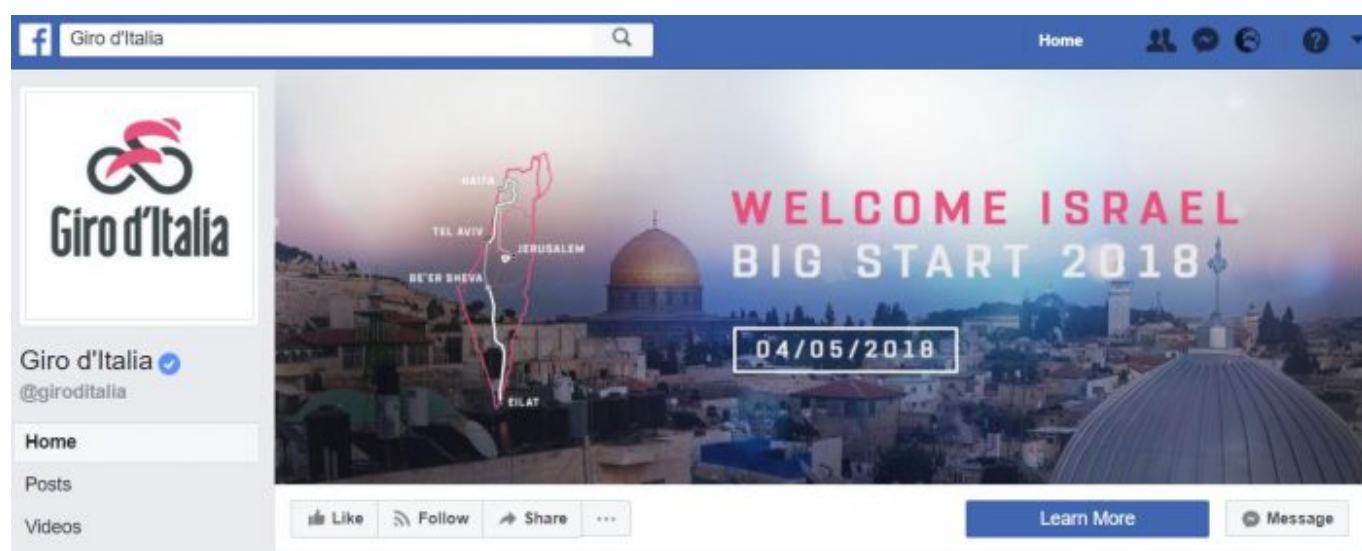 Giro d'Italia
Home
Giro d'Italia
Giro d'Italia
@giroditalia
Home
Posts
Videos
HAIFA
TEL AVIV
JERUSALEM
BE'ER SHEVA
EILAT
WELCOME ISRAEL
BIG START 2018
04/05/2018
Like
Follow
Share
Learn More
Message